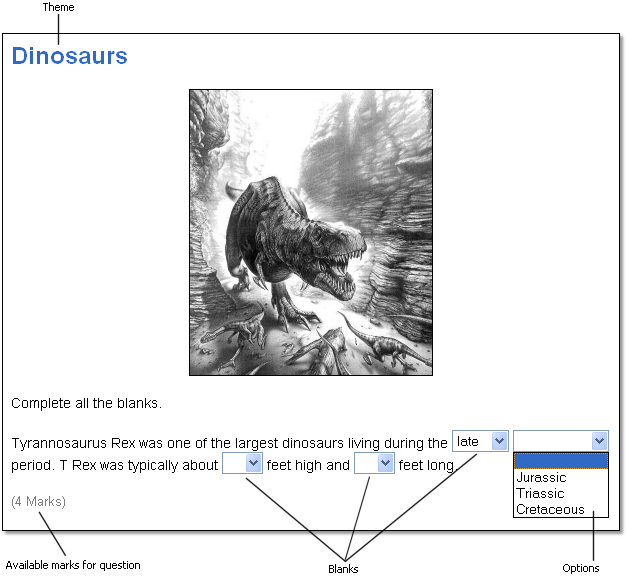 Theme
Dinosaurs
Complete all the blanks.
Tyrannosaurus Rex was one of the largest dinosaurs living during the late
period. T Rex was typically about feet high and feet long.
Jurassic
Triassic
Cretaceous
(4 Marks)
Available marks for question
Blanks
Options